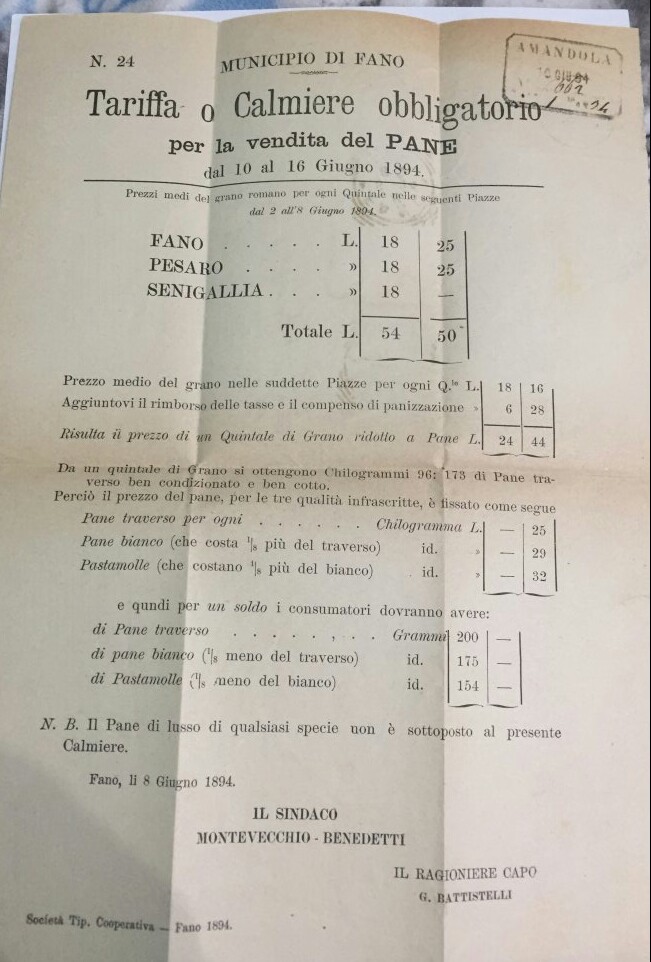 N. 24
MUNICIPIO DI FANO
AMANDOLA
Tariffa o Calmiere obbligatorio
per la vendita del PANE
dal 10 al 16 Giugno 1894.
Prezzi medi del grano romano per ogni Quintale nelle seguenti Piazze
dal 2 all'8 Giugno 1894.
FANO . . . . . L. 18 25
PESARO . . . . » 18 25
SENIGALLIA . . . » 18 —
Totale L. 54 50
Prezzo medio del grano nelle suddette Piazze per ogni Q.le L. 18 16
Aggiuntovi il rimborso delle tasse e il compenso di panizzazione » 6 28
Risulta il prezzo di un Quintale di Grano ridotto a Pane L. 24 44
Da un quintale di Grano si ottengono Chilogrammi 96: 173 di Pane tra-
verso ben condizionato e ben cotto.
Perciò il prezzo del pane, per le tre qualità infrascritte, è fissato come segue
Pane traverso per ogni . . . . . . Chilogramma L. — 25
Pane bianco (che costa 1/8 più del traverso) id. » — 29
Pastamolle (che costano 1/8 più del bianco) id. » — 32
e qundi per un soldo i consumatori dovranno avere:
di Pane traverso . . . . . , . . Grammi 200 —
di pane bianco (1/8 meno del traverso) id. 175 —
di Pastamolle (1/8 meno del bianco) id. 154 —
N. B. Il Pane di lusso di qualsiasi specie uon è sottoposto al presente
Calmiere.
Fano, li 8 Giugno 1894.
IL SINDACO
MONTEVECCHIO - BENEDETTI
IL RAGIONIERE CAPO
G. BATTISTELLI
Società Tip. Cooperativa — Fano 1894.